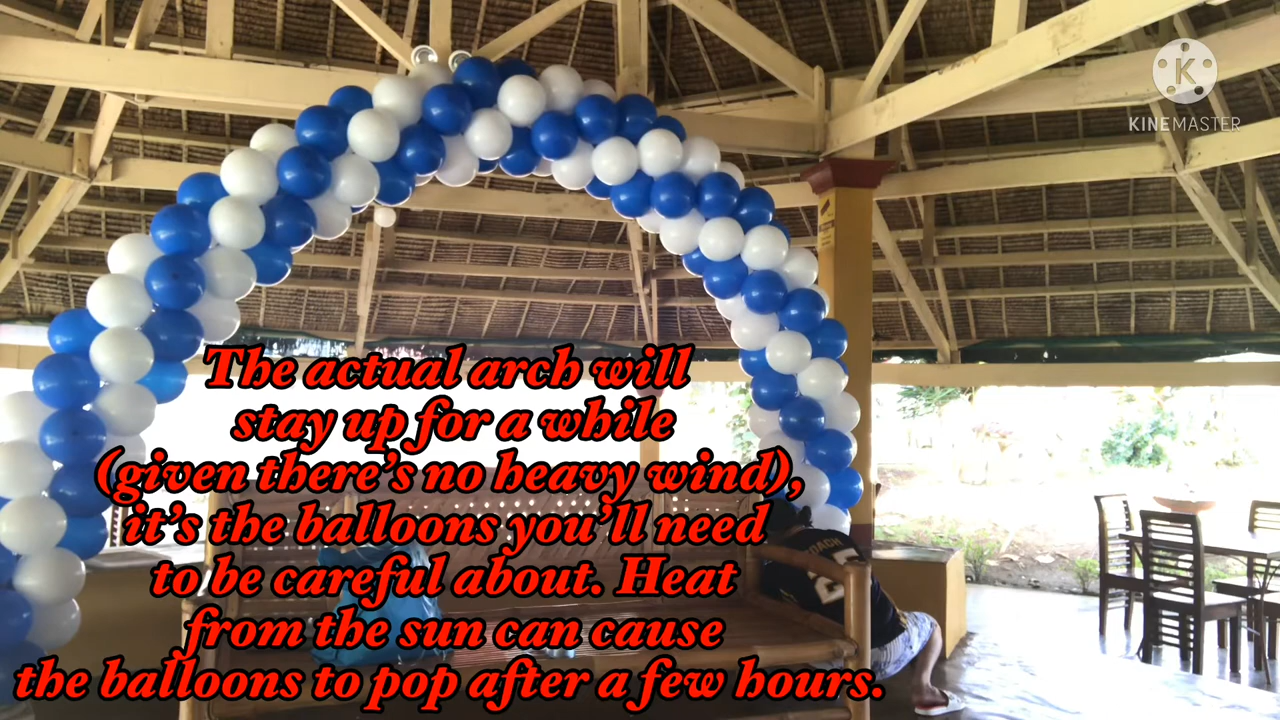 KINEMASTER
The actual arch will
stay up for a while
(given there's no heavy wind),
it's the balloons you'll need
to be careful about. Heat
from the sun can cause
the balloons to pop after a few hours.